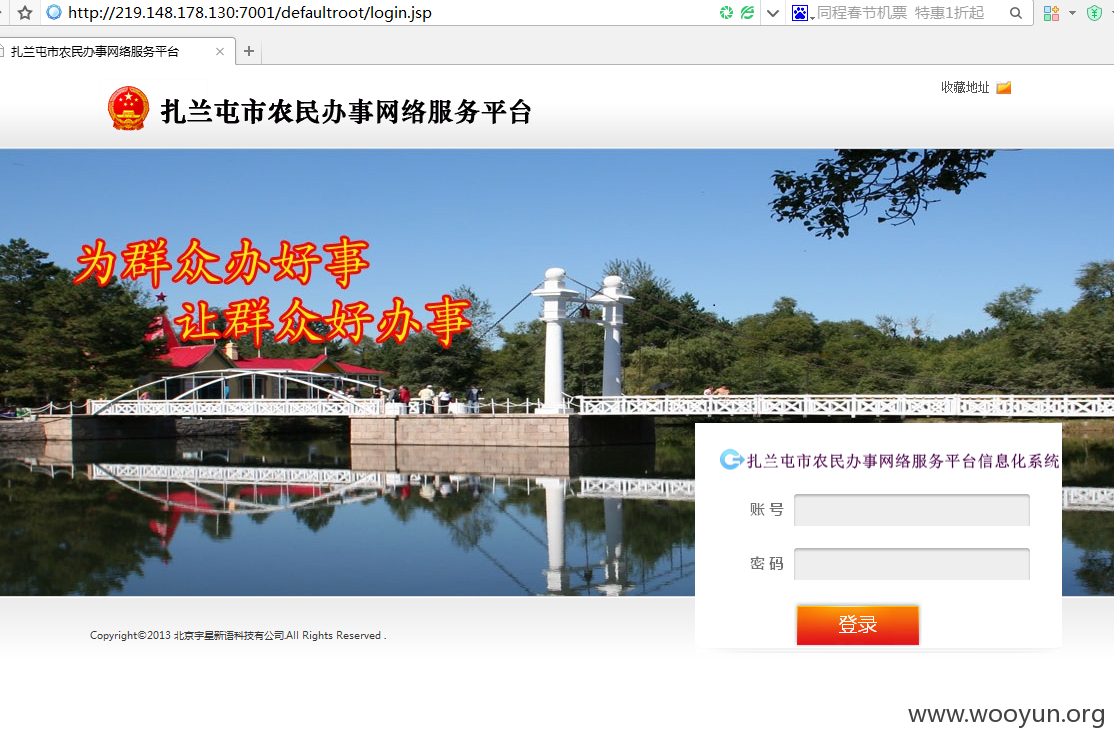 http://219.148.178.130:7001/defaultroot/login.jsp
同程春节机票 特惠1折起
扎兰屯市农民办事网络服务平台
收藏地址
扎兰屯市农民办事网络服务平台
为群众办好事
让群众好办事
扎兰屯市农民办事网络服务平台信息化系统
账 号
密 码
登录
Copyright©2013 北京宇星新语科技有公司.All Rights Reserved .
www.wooyun.org